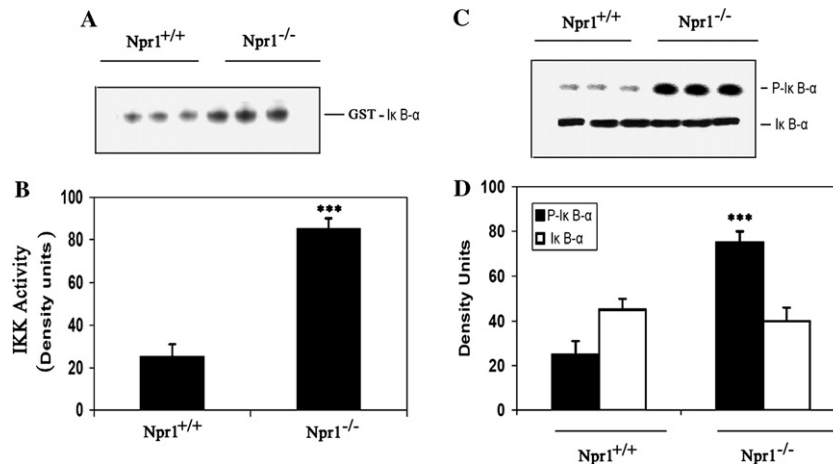 A
Npr1+/+ Npr1-/-
GST - Iκ B-α
B
IKK Activity
(Density units )
100
80
60
40
20
0
***
Npr1+/+ Npr1-/-
C
Npr1+/+ Npr1-/-
P-Iκ B-α
Iκ B-α
D
Density Units
100
80
60
40
20
0
P-Iκ B-α
Iκ B-α
***
Npr1+/+ Npr1-/-